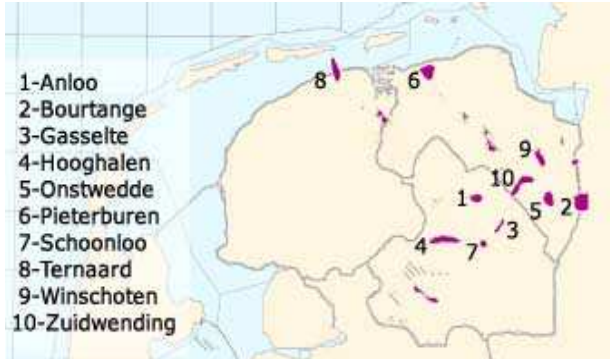 1-Anloo
2-Bourtange
3-Gasselte
4-Hooghalen
5-Onstwedde
6-Pieterburen
7-Schoonloo
8-Ternaard
9-Winschoten
10-Zuidwending
8
6
9
10
1
5
2
3
4
7